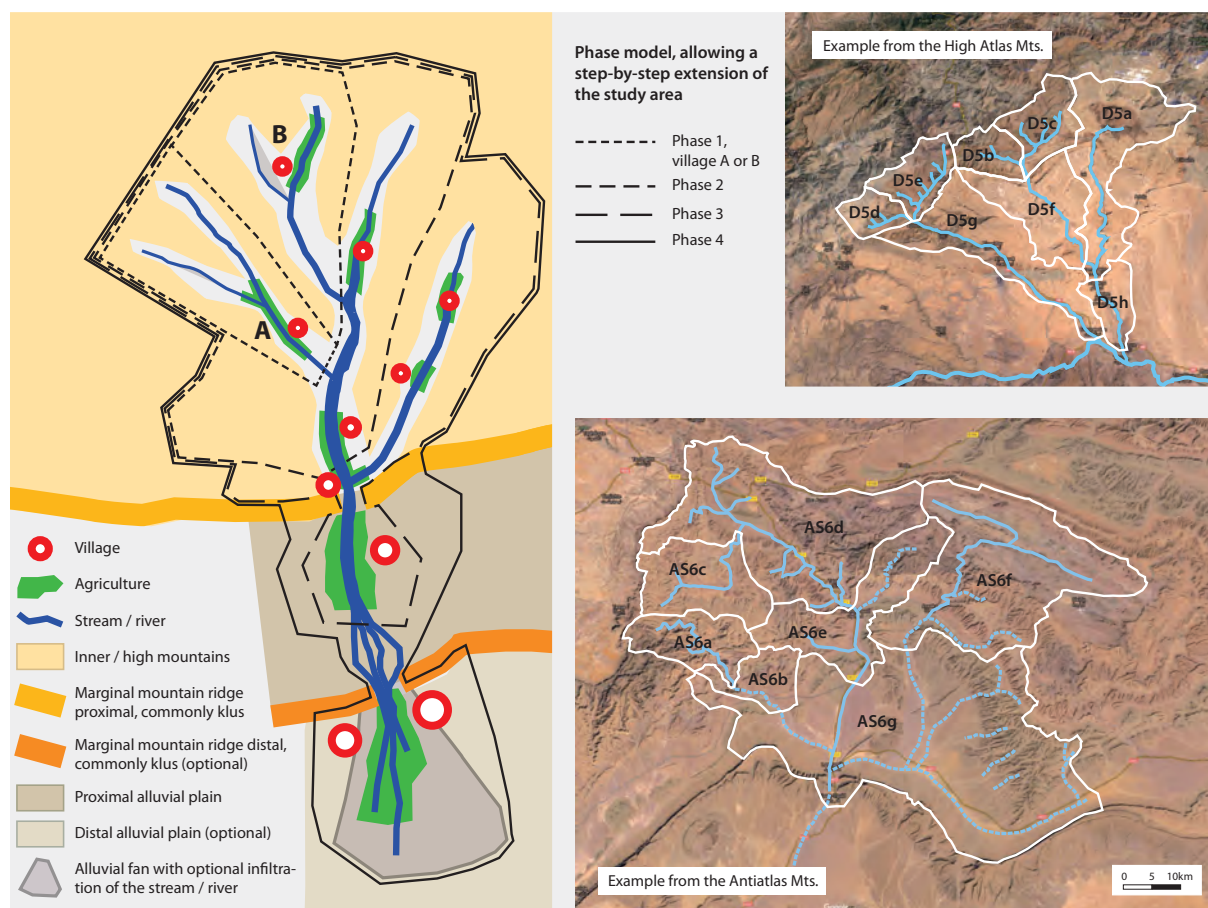 B
A
Village
Agriculture
Stream / river
Inner / high mountains
Marginal mountain ridge
proximal, commonly klus
Marginal mountain ridge distal,
commonly klus (optional)
Proximal alluvial plain
Distal alluvial plain (optional)
Alluvial fan with optional infiltra-
tion of the stream / river
Phase model, allowing a
step-by-step extension of
the study area
Phase 1,
village A or B
Phase 2
Phase 3
Phase 4
Example from the High Atlas Mts.
D5a
D5c
D5b
D5e
D5d
D5g
D5f
D5h
AS6d
AS6c
AS6f
AS6a
AS6e
AS6b
AS6g
Example from the Antiatlas Mts.
0 5 10km